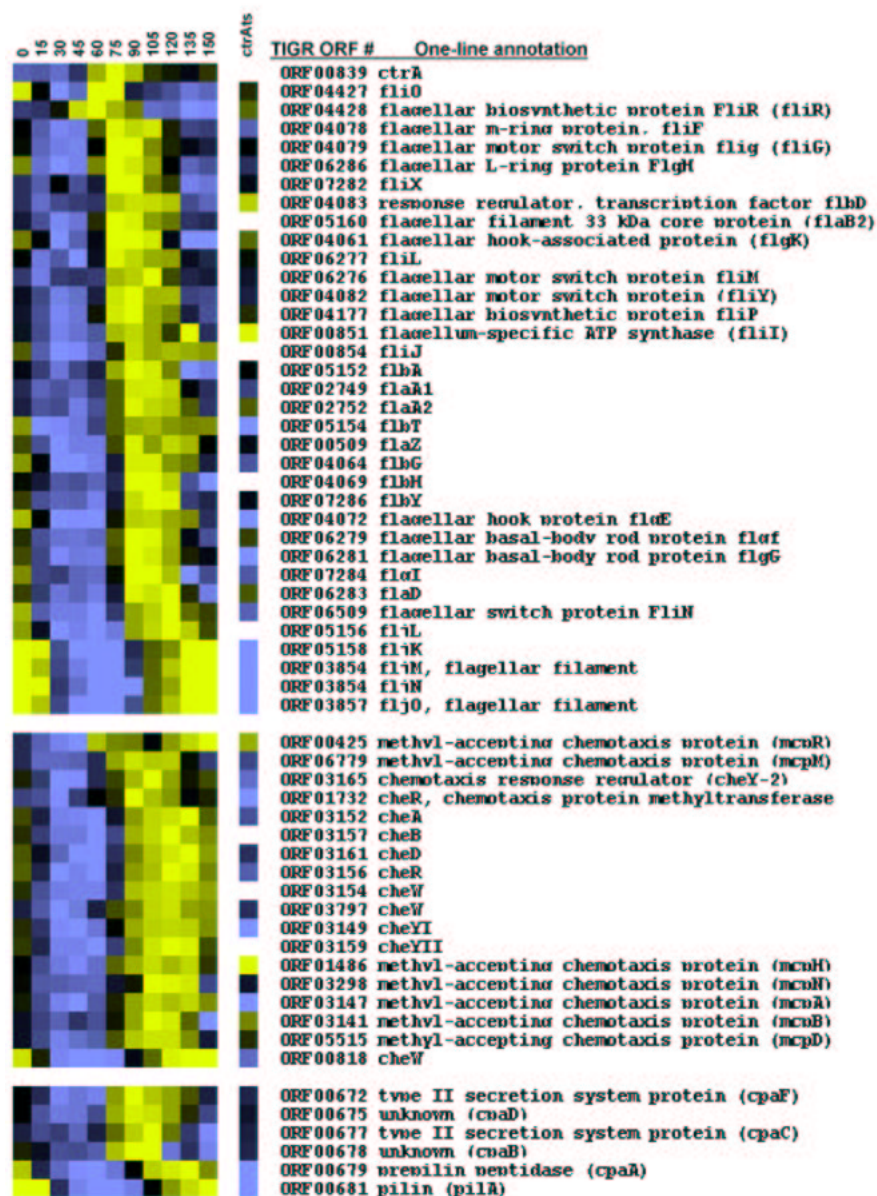 0 15 30 45 60 75 90 105 120 135 150 ctrAts
TIGR ORF # One-line annotation
ORF00839 ctrA
ORF04427 fliO
ORF04428 flagellar biosynthetic protein FliR (fliR)
ORF04078 flagellar m-ring protein. fliF
ORF04079 flagellar motor switch protein flig (fliG)
ORF06286 flagellar L-ring protein FlgH
ORF07282 fliX
ORF04083 response regulator. transcription factor flbD
ORF05160 flagellar filament 33 kDa core protein (flaB2)
ORF04061 flagellar hook-associated protein (flgK)
ORF06277 fliL
ORF06276 flagellar motor switch protein fliM
ORF04082 flagellar motor switch protein (fliY)
ORF04177 flagellar biosynthetic protein fliP
ORF00851 flagellum-specific ATP synthase (fliI)
ORF00854 fliJ
ORF05152 flbA
ORF02749 flaA1
ORF02752 flaA2
ORF05154 flbT
ORF00509 flaZ
ORF04064 flbG
ORF04069 flbH
ORF07286 flbY
ORF04072 flagellar hook protein flgE
ORF06279 flagellar basal-body rod protein flgf
ORF06281 flagellar basal-body rod protein flgG
ORF07284 flgI
ORF06283 flaD
ORF06509 flagellar switch protein FliN
ORF05156 fljL
ORF05158 fljK
ORF03854 fljM, flagellar filament
ORF03854 fljN
ORF03857 fljO, flagellar filament
ORF00425 methyl-accepting chemotaxis protein (mcpR)
ORF06779 methyl-accepting chemotaxis protein (mcpM)
ORF03165 chemotaxis response regulator (cheY-2)
ORF01732 cheR, chemotaxis protein methyltransferase
ORF03152 cheA
ORF03157 cheB
ORF03161 cheD
ORF03156 cheR
ORF03154 cheW
ORF03797 cheW
ORF03149 cheYI
ORF03159 cheYII
ORF01486 methyl-accepting chemotaxis protein (mcpH)
ORF03298 methyl-accepting chemotaxis protein (mcpN)
ORF03147 methyl-accepting chemotaxis protein (mcpA)
ORF03141 methyl-accepting chemotaxis protein (mcpB)
ORF05515 methyl-accepting chemotaxis protein (mcpD)
ORF00818 cheW
ORF00672 type II secretion system protein (cpaF)
ORF00675 unknown (cpaD)
ORF00677 type II secretion system protein (cpaC)
ORF00678 unknown (cpaB)
ORF00679 prepilin peptidase (cpaA)
ORF00681 pilin (pilA)